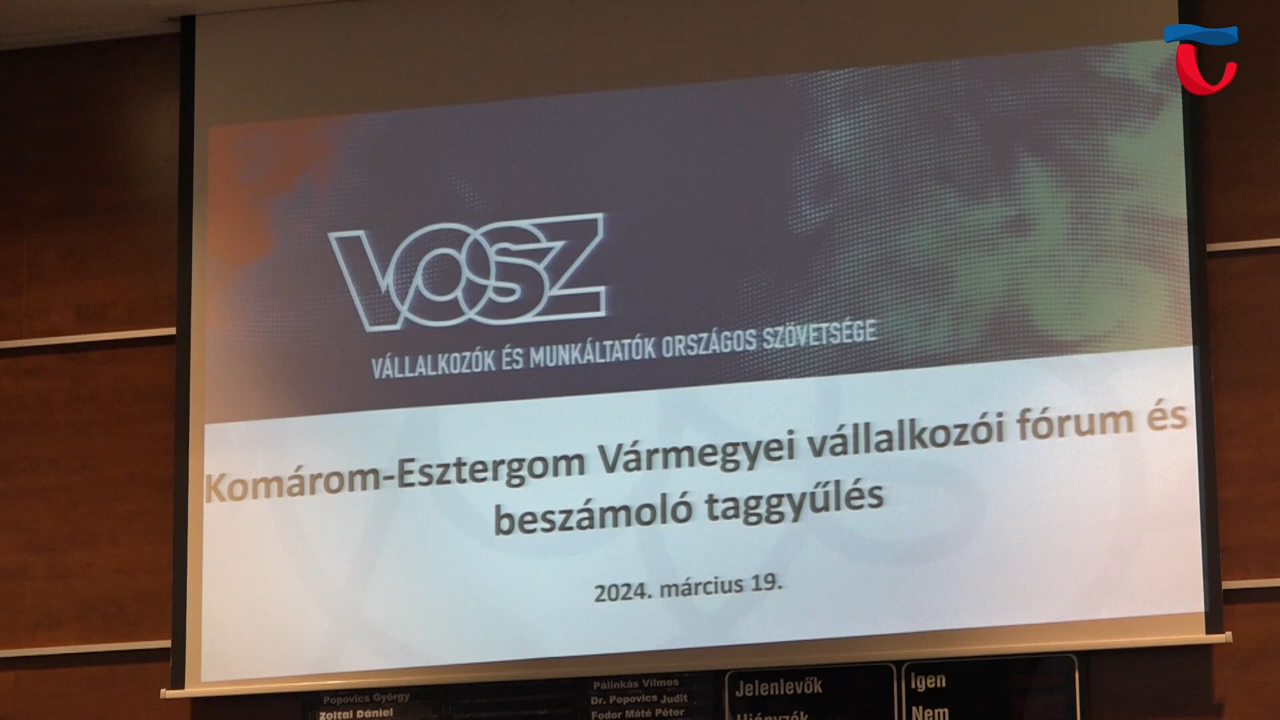 VOSZ
VÁLLALKOZÓK ÉS MUNKÁLTATÓK ORSZÁGOS SZÖVETSÉGE
Komárom-Esztergom Vármegyei vállalkozói fórum és
beszámoló taggyűlés
2024. március 19.
Popovics György
Zoltai Dániel
Pálinkás Vilmos
Dr. Popovics Judit
Fodor Máté Péter
Jelenlevők
Hiányzók
Igen
Nem